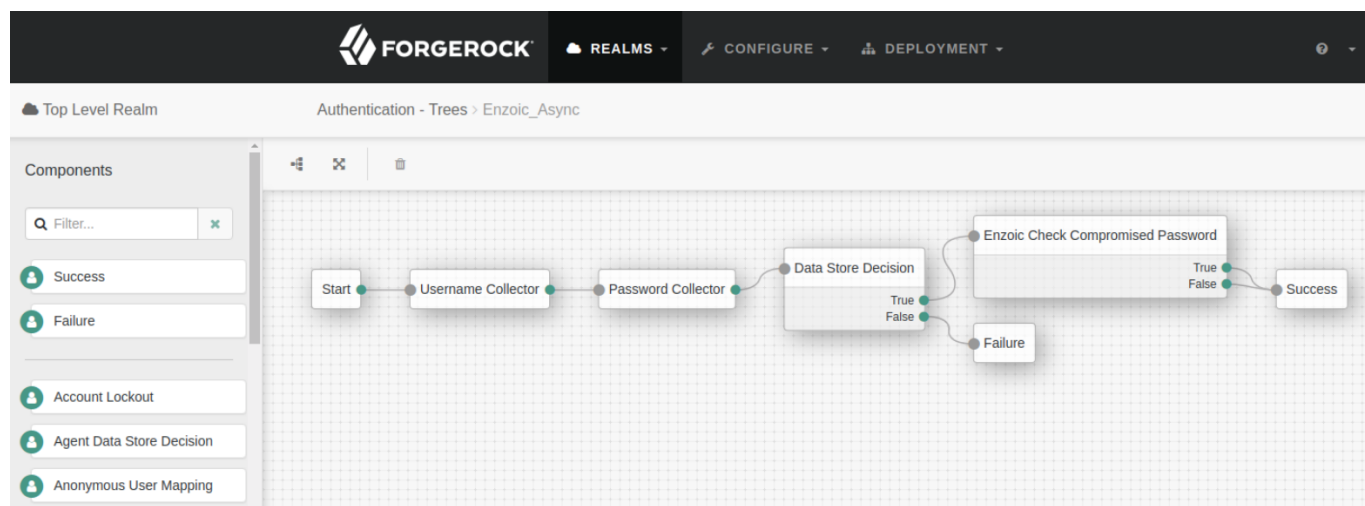 FORGEROCK
REALMS
CONFIGURE
DEPLOYMENT
Top Level Realm
Authentication - Trees > Enzoic_Async
Components
Filter...
Success
Failure
Account Lockout
Agent Data Store Decision
Anonymous User Mapping
Start
Username Collector
Password Collector
Data Store Decision
True
False
Enzoic Check Compromised Password
True
False
Failure
Success